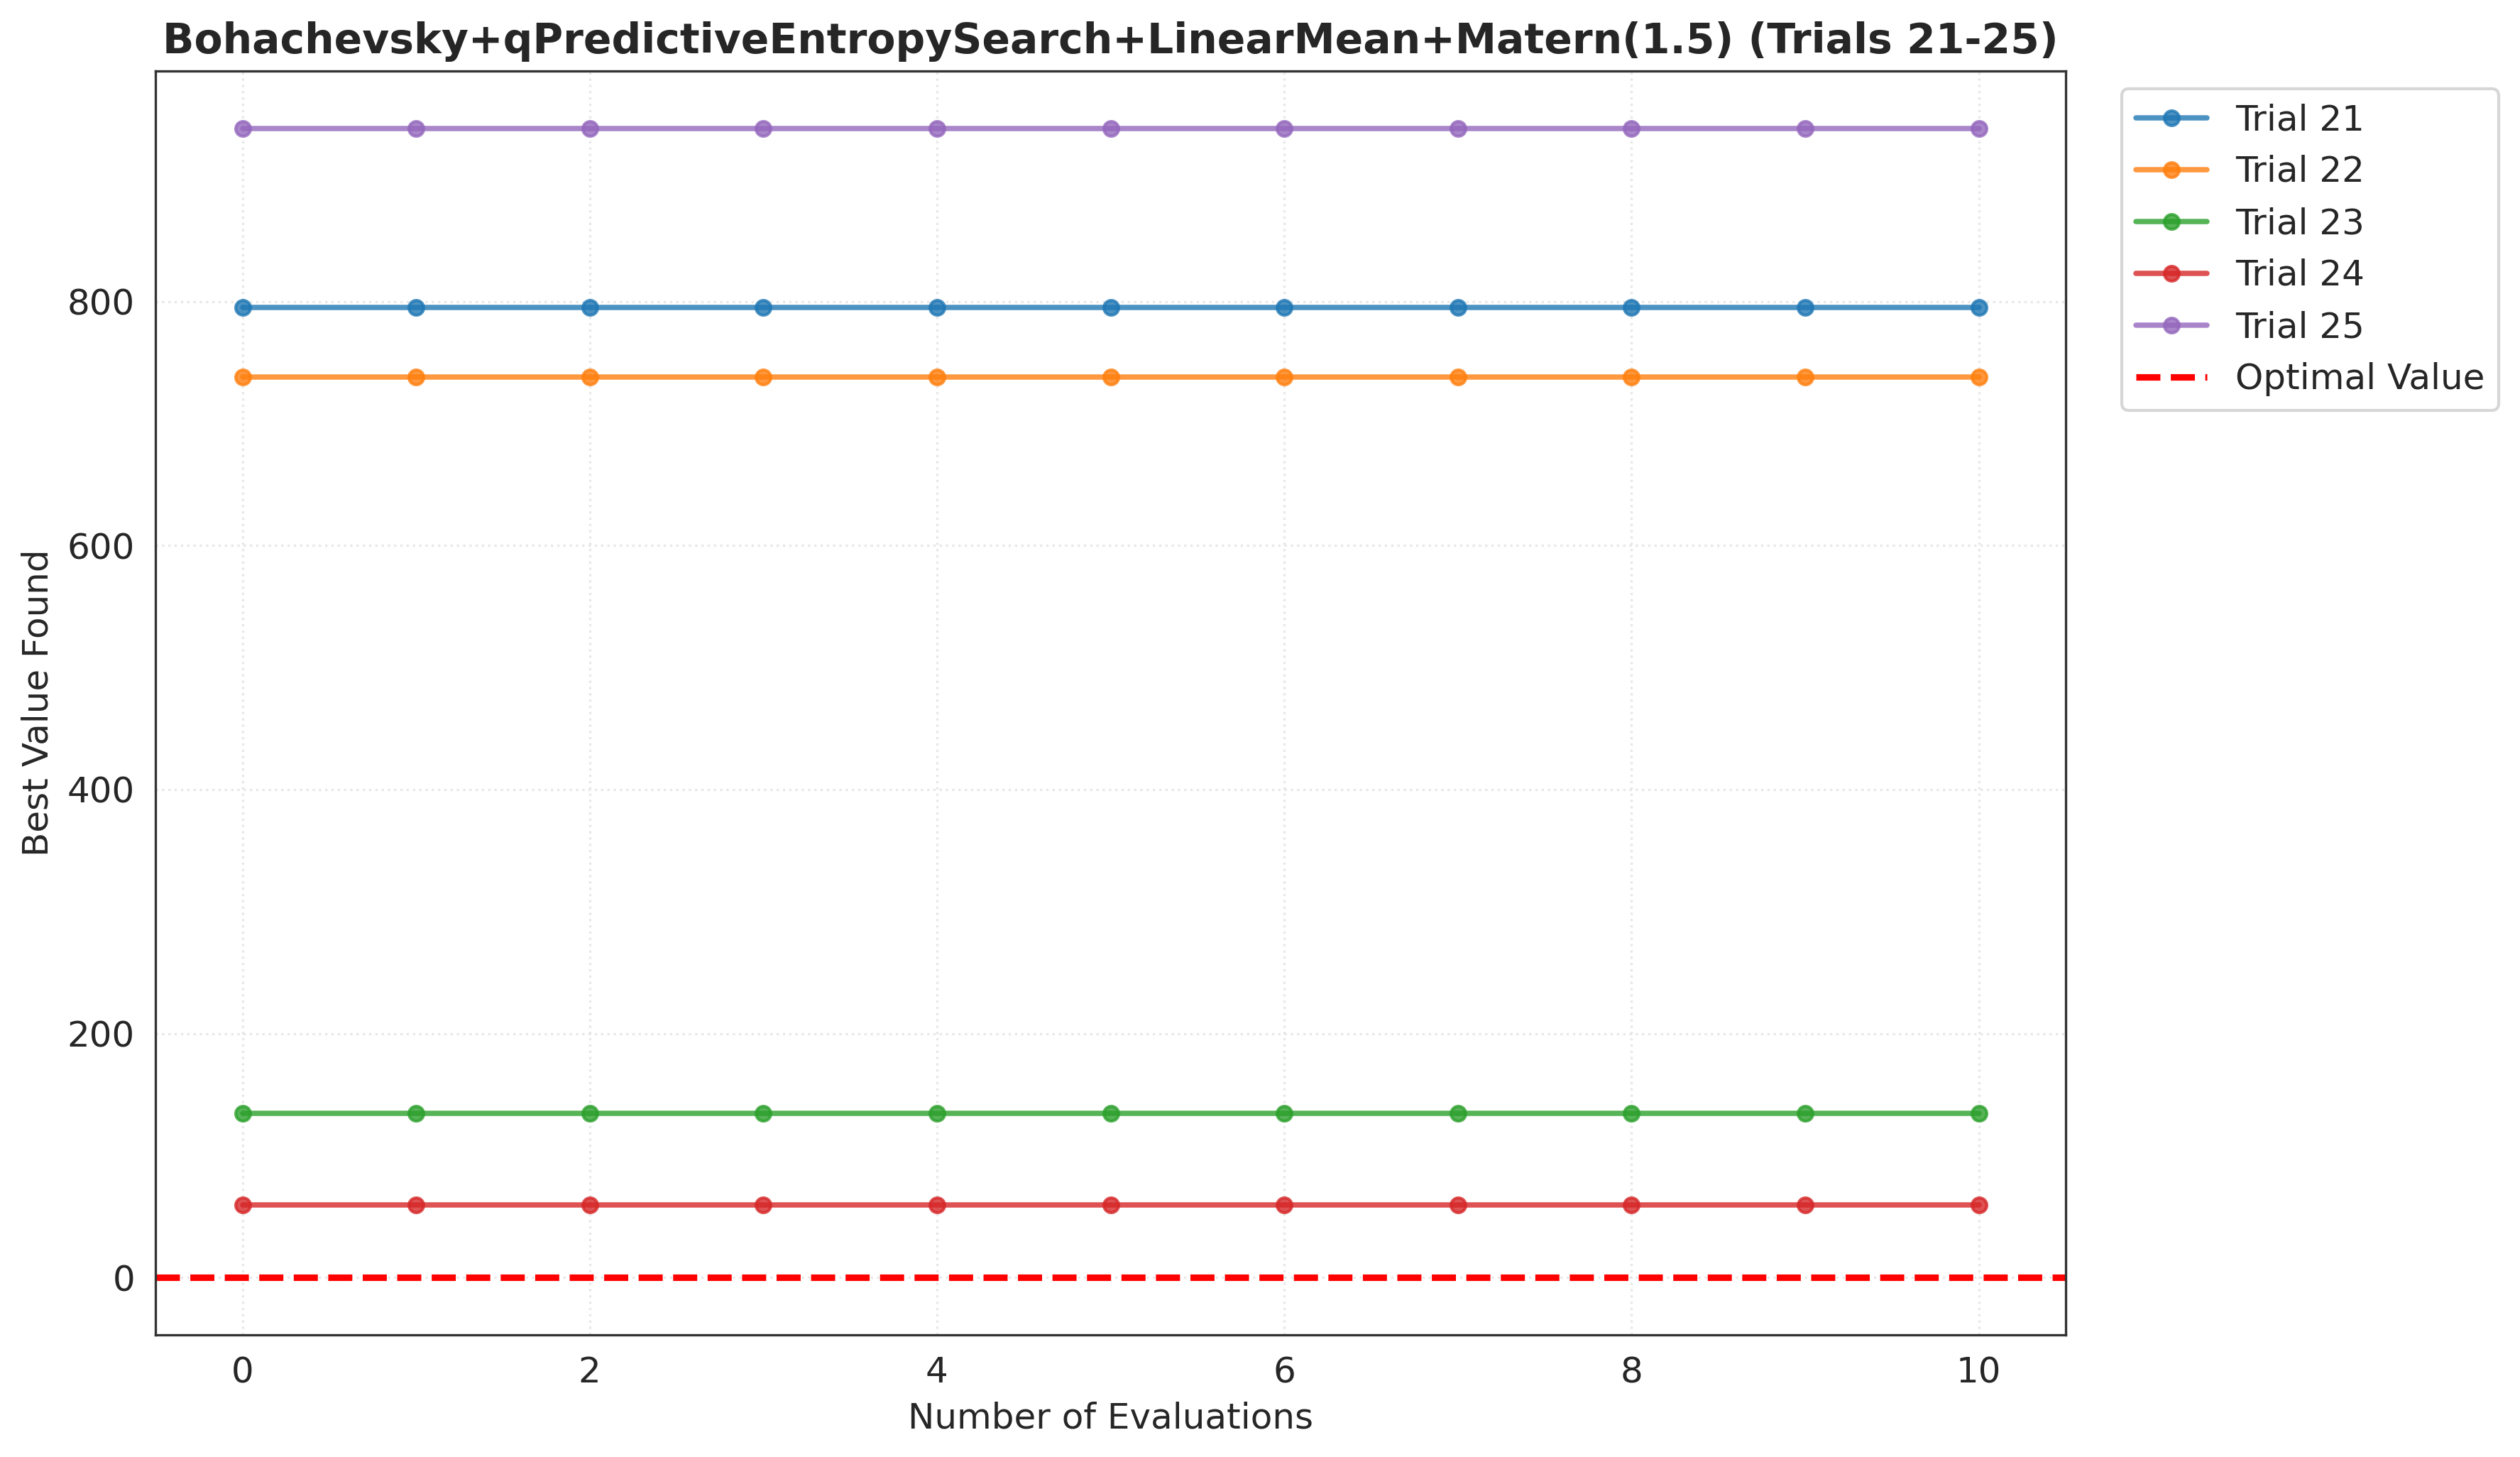 Bohachevsky+qPredictiveEntropySearch+LinearMean+Matern(1.5) (Trials 21-25)
Trial 21
Trial 22
Trial 23
Trial 24
Trial 25
Optimal Value
Best Value Found
800
600
400
200
0
0 2 4 6 8 10
Number of Evaluations